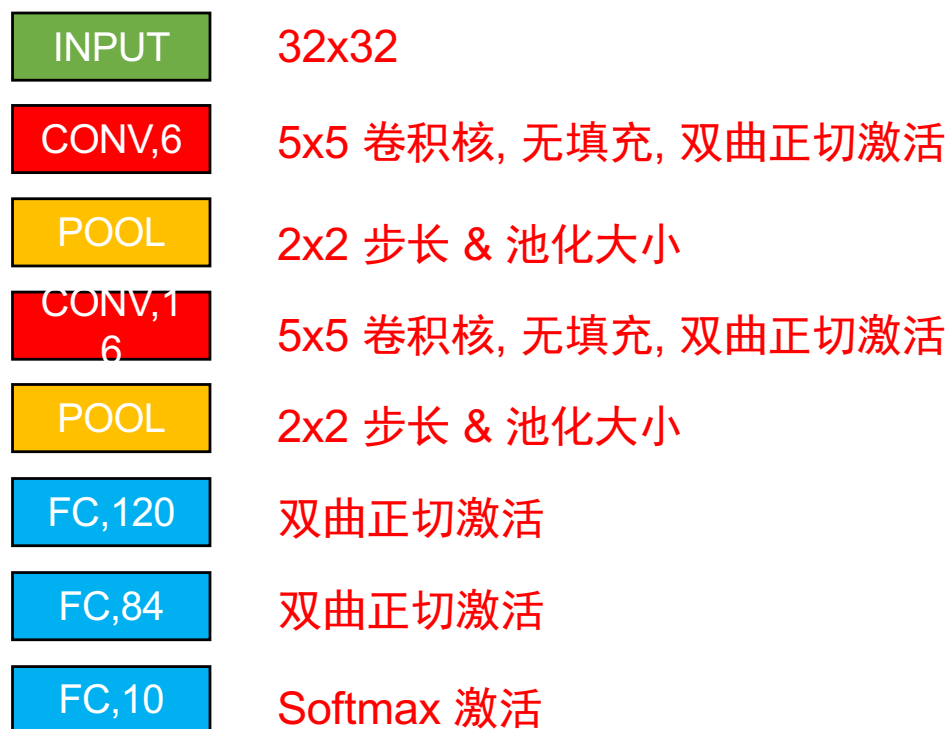 INPUT 32x32
CONV,6 5x5 卷积核, 无填充, 双曲正切激活
POOL 2x2 步长 & 池化大小
CONV,1
6
5x5 卷积核, 无填充, 双曲正切激活
POOL 2x2 步长 & 池化大小
FC,120 双曲正切激活
FC,84 双曲正切激活
FC,10 Softmax 激活